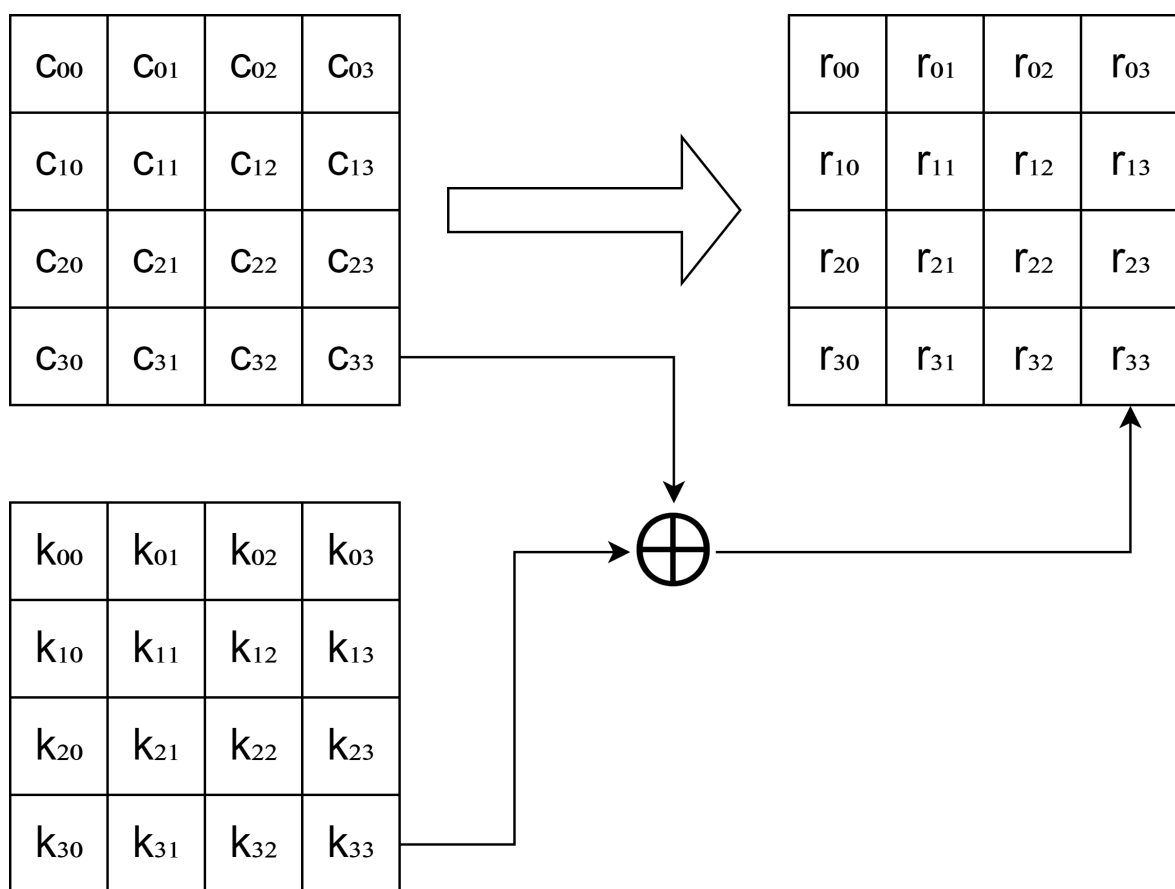 c₀₀ c₀₁ c₀₂ c₀₃
c₁₀ c₁₁ c₁₂ c₁₃
c₂₀ c₂₁ c₂₂ c₂₃
c₃₀ c₃₁ c₃₂ c₃₃
r₀₀ r₀₁ r₀₂ r₀₃
r₁₀ r₁₁ r₁₂ r₁₃
r₂₀ r₂₁ r₂₂ r₂₃
r₃₀ r₃₁ r₃₂ r₃₃
k₀₀ k₀₁ k₀₂ k₀₃
k₁₀ k₁₁ k₁₂ k₁₃
k₂₀ k₂₁ k₂₂ k₂₃
k₃₀ k₃₁ k₃₂ k₃₃